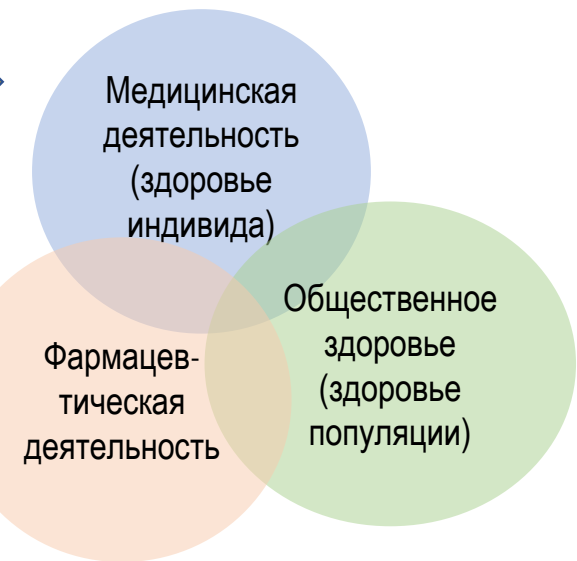 Медицинская
деятельность
(здоровье
индивида)
Общественное
здоровье
(здоровье
популяции)
Фармацев-
тическая
деятельность